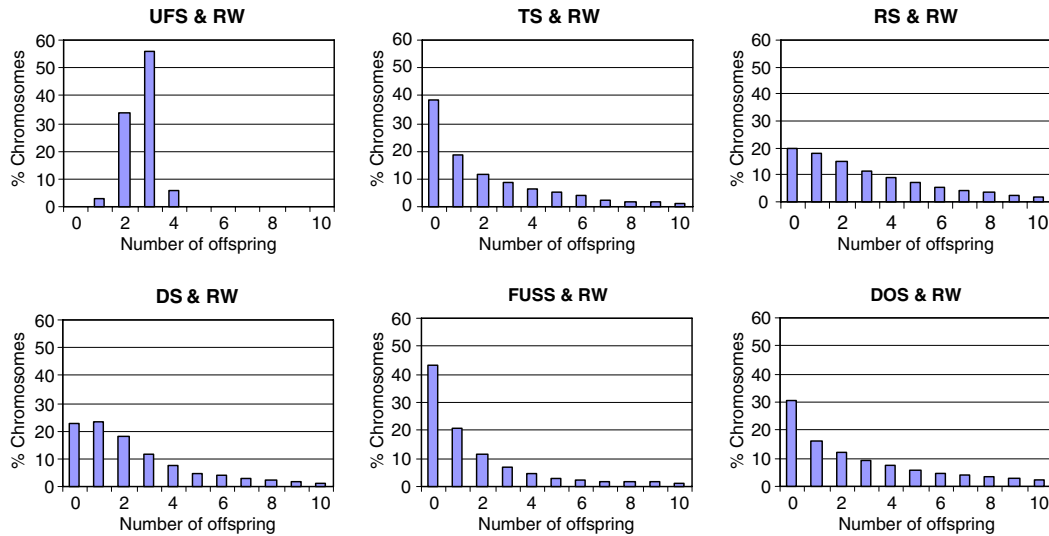 UFS & RW
TS & RW
RS & RW
% Chromosomes
60
50
40
30
20
10
0
0 2 4 6 8 10
Number of offspring
% Chromosomes
60
50
40
30
20
10
0
0 2 4 6 8 10
Number of offspring
% Chromosomes
60
50
40
30
20
10
0
0 2 4 6 8 10
Number of offspring
DS & RW
FUSS & RW
DOS & RW
% Chromosomes
60
50
40
30
20
10
0
0 2 4 6 8 10
Number of offspring
% Chromosomes
60
50
40
30
20
10
0
0 2 4 6 8 10
Number of offspring
% Chromosomes
60
50
40
30
20
10
0
0 2 4 6 8 10
Number of offspring